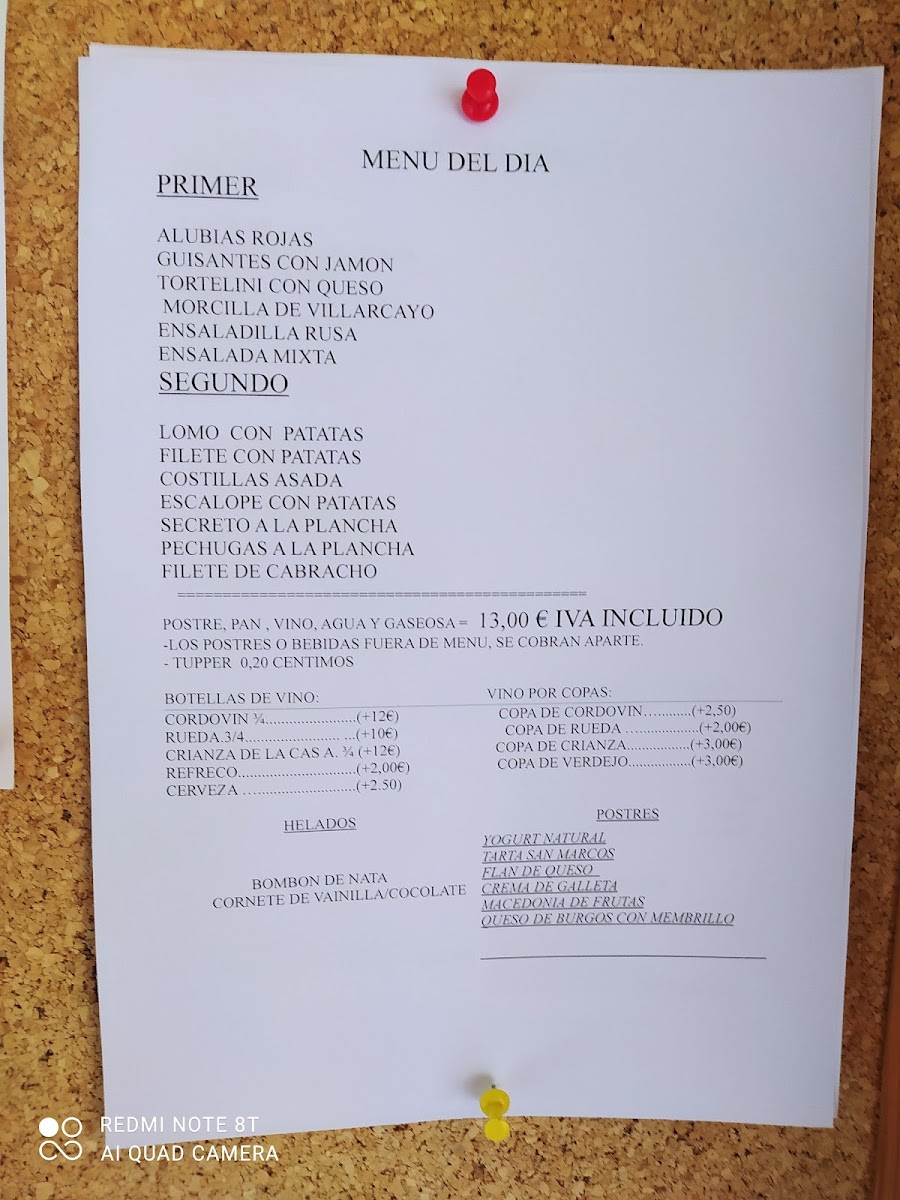 MENU DEL DIA
PRIMER
ALUBIAS ROJAS
GUISANTES CON JAMON
TORTELINI CON QUESO
MORCILLA DE VILLARCAYO
ENSALADILLA RUSA
ENSALADA MIXTA
SEGUNDO
LOMO CON PATATAS
FILETE CON PATATAS
COSTILLAS ASADA
ESCALOPE CON PATATAS
SECRETO A LA PLANCHA
PECHUGAS A LA PLANCHA
FILETE DE CABRACHO
==============================================
POSTRE, PAN , VINO, AGUA Y GASEOSA = 13,00 € IVA INCLUIDO
-LOS POSTRES O BEBIDAS FUERA DE MENU, SE COBRAN APARTE.
- TUPPER 0,20 CENTIMOS
BOTELLAS DE VINO:
CORDOVIN ¾.......................(+12€)
RUEDA.3/4.......................... ...(+10€)
CRIANZA DE LA CAS A. ¾ (+12€)
REFRECO..............................(+2,00€)
CERVEZA …............................(+2.50)
VINO POR COPAS:
COPA DE CORDOVIN…..........(+2,50)
COPA DE RUEDA ….................(+2,00€)
COPA DE CRIANZA................(+3,00€)
COPA DE VERDEJO................(+3,00€)
HELADOS
BOMBON DE NATA
CORNETE DE VAINILLA/COCOLATE
POSTRES
YOGURT NATURAL
TARTA SAN MARCOS
FLAN DE QUESO
CREMA DE GALLETA
MACEDONIA DE FRUTAS
QUESO DE BURGOS CON MEMBRILLO
REDMI NOTE 8T
AI QUAD CAMERA